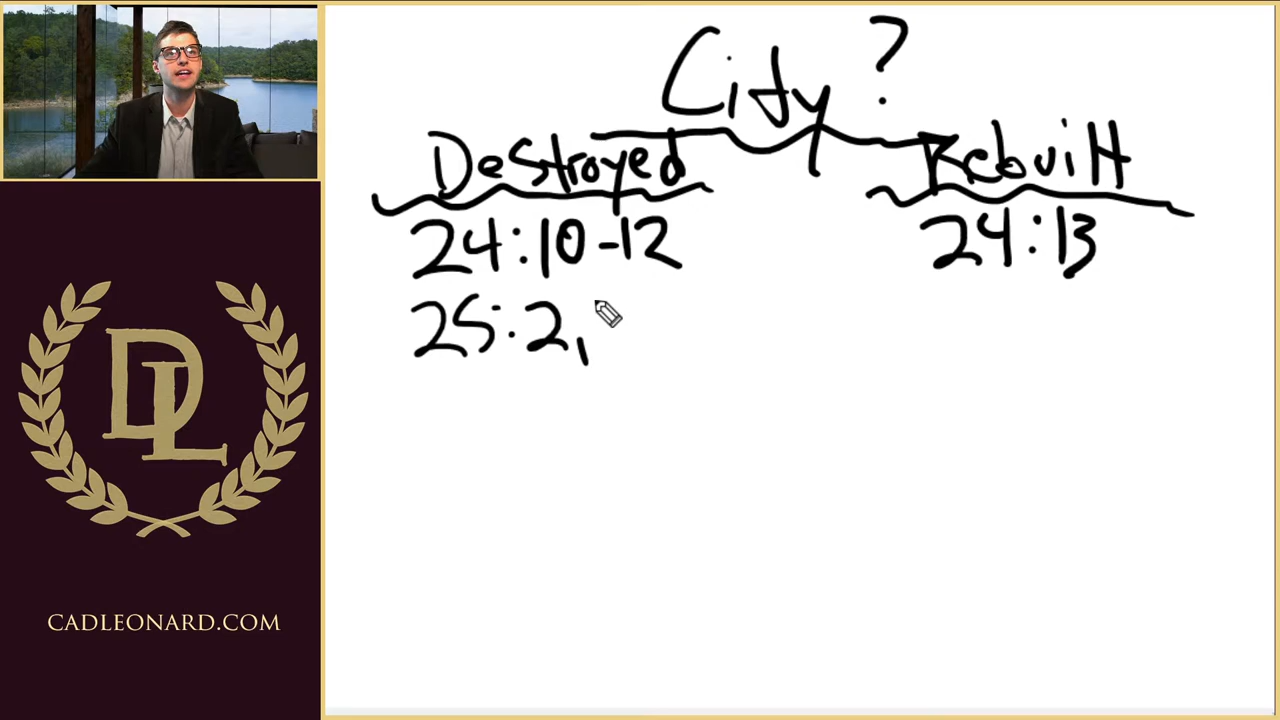 City?
Destroyed Rebuilt
24:10-12 24:13
25:2,
DL
CADLEONARD.COM